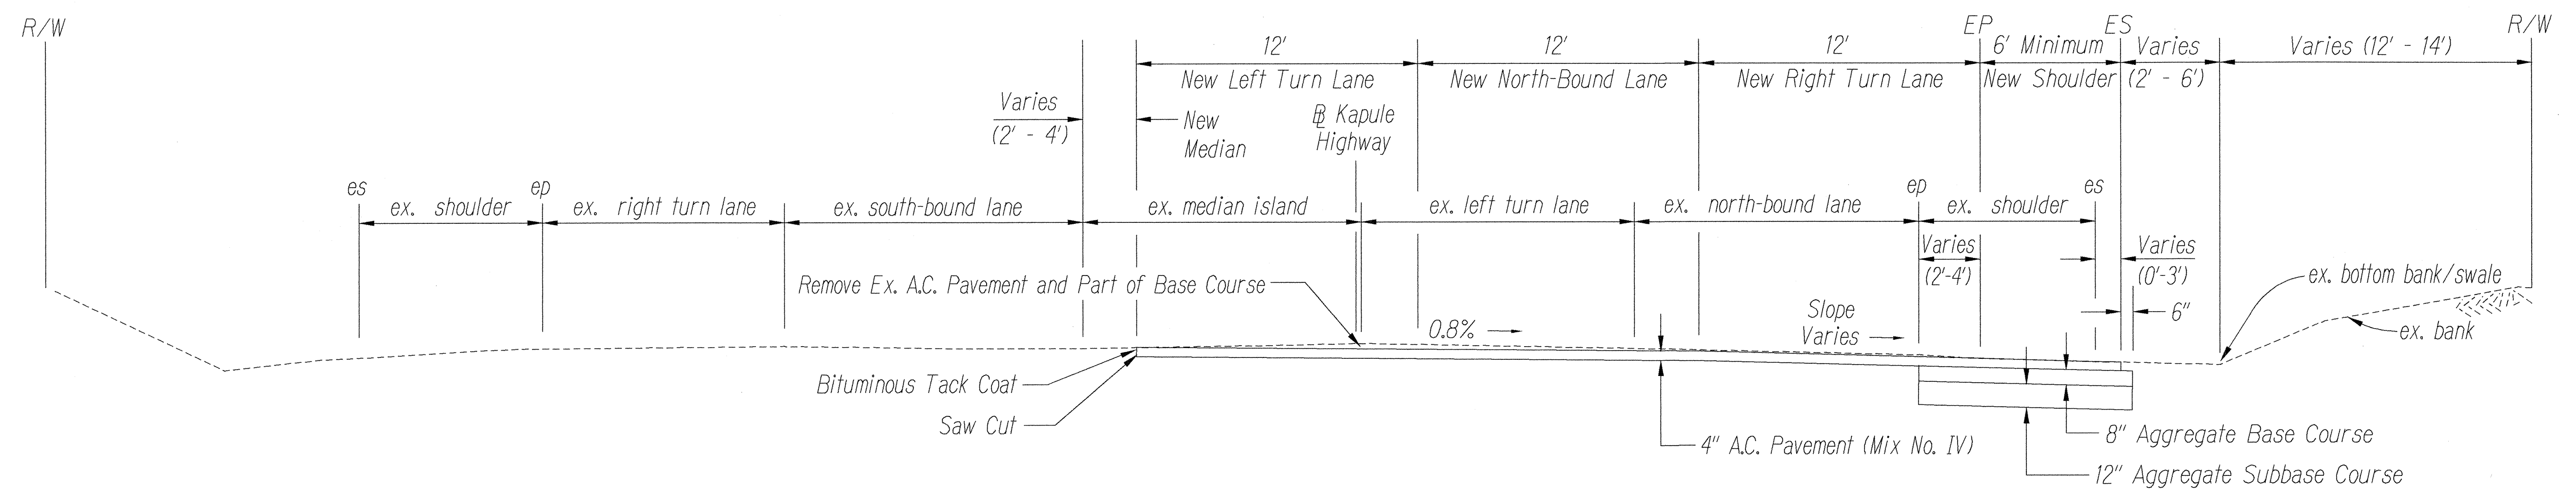 R/W
EP
ES
R/W
12'
12'
12'
6' Minimum
Varies
Varies (12' - 14')
New Left Turn Lane
New North-Bound Lane
New Right Turn Lane
New Shoulder
(2' - 6')
Varies
(2' - 4')
New
Median
℄ Kapule
Highway
es
ep
ep
es
ex. shoulder
ex. right turn lane
ex. south-bound lane
ex. median island
ex. left turn lane
ex. north-bound lane
ex. shoulder
Varies
(2'-4')
Varies
(0'-3')
Remove Ex. A.C. Pavement and Part of Base Course
ex. bottom bank/swale
6"
0.8%
Slope
Varies
ex. bank
Bituminous Tack Coat
Saw Cut
4" A.C. Pavement (Mix No. IV)
8" Aggregate Base Course
12" Aggregate Subbase Course